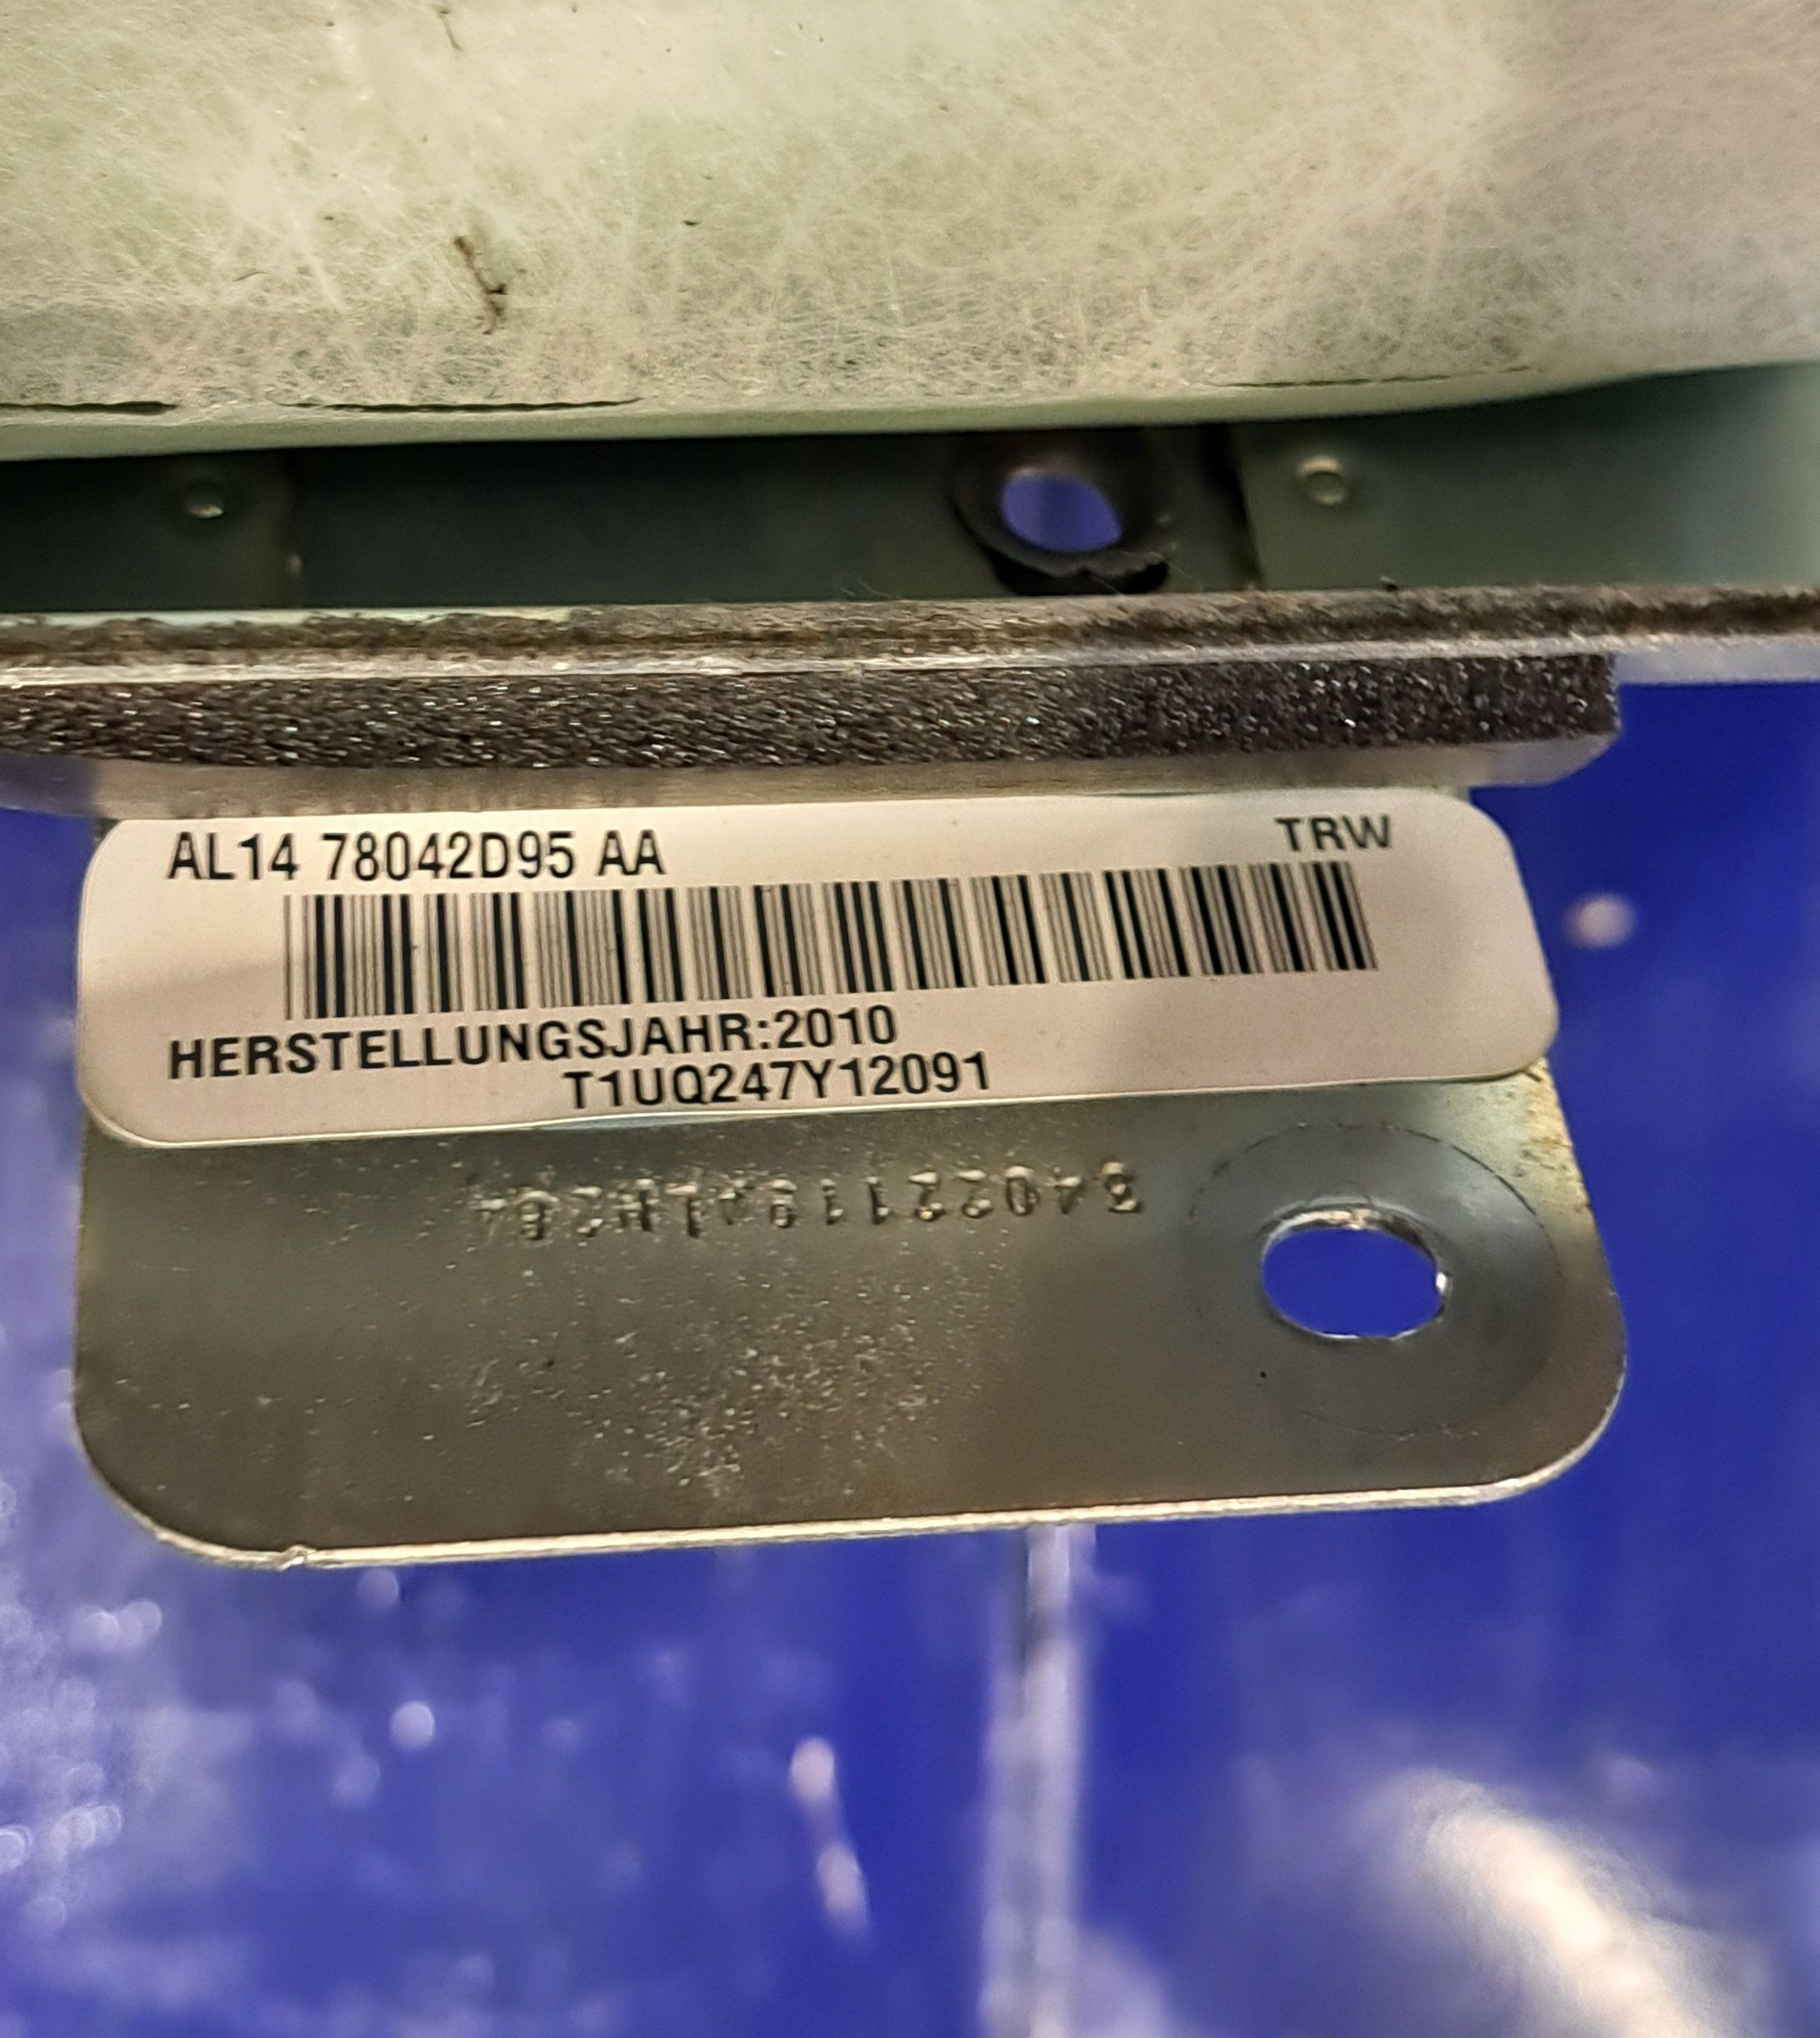 AL14 78042D95 AA
TRW
HERSTELLUNGSJAHR:2010
T1UQ247Y12091